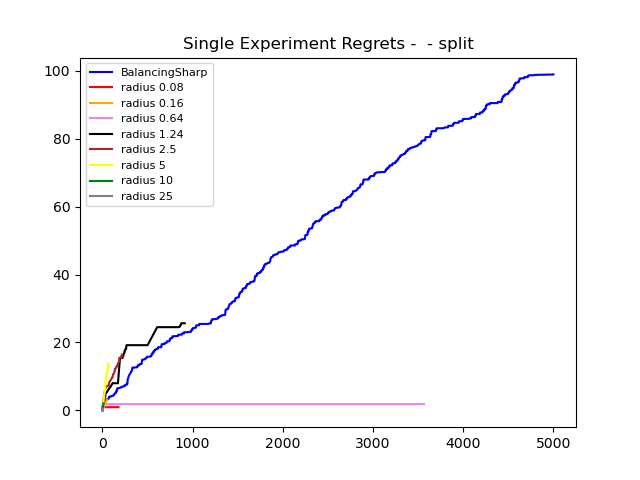 Single Experiment Regrets -  - split
BalancingSharp
radius 0.08
radius 0.16
radius 0.64
radius 1.24
radius 2.5
radius 5
radius 10
radius 25
100
80
60
40
20
0
0 1000 2000 3000 4000 5000